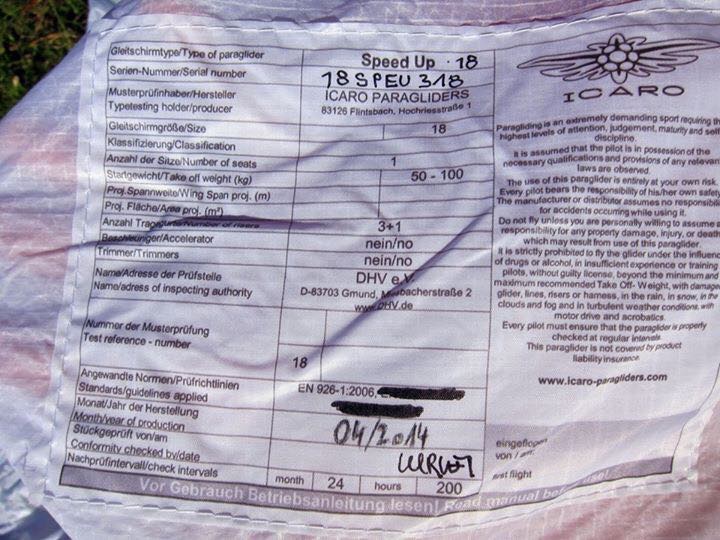 Gleitschirmtype/Type of paraglider
Speed Up · 18
Serien-Nummer/Serial number
18 SPEU 318
Musterprüfinhaber/Hersteller
ICARO PARAGLIDERS
Typetesting holder/producer
83126 Flintsbach, Hochriesstraße 1
Gleitschirmgröße/Size
18
Klassifizierung/Classification
Anzahl der Sitze/Number of seats
1
Startgewicht/Take off weight (kg)
50 - 100
Proj.Spannweite/Wing Span proj. (m)
Proj. Fläche/Area proj. (m²)
Anzahl Tragegurte/Number of risers
3+1
Beschleuniger/Accelerator
nein/no
Trimmer/Trimmers
nein/no
Name/Adresse der Prüfstelle
DHV e.V.
Name/adress of inspecting authority
D-83703 Gmund, Miesbacherstraße 2
www.DHV.de
Nummer der Musterprüfung
Test reference - number
18
Angewandte Normen/Prüfrichtlinien
EN 926-1:2006,
Standards/guidelines applied
Monat/Jahr der Herstellung
Month/year of production
04/2014
Stückgeprüft von/am
Conformity checked by/date
Nachprüfintervall/check intervals
month 24 hours 200
ICARO
Paragliding is an extremely demanding sport requiring the
highest levels of attention, judgement, maturity and self
discipline.
It is assumed that the pilot is in possession of the
necessary qualifications and provisions of any relevant
laws are observed.
The use of this paraglider is entirely at your own risk.
Every pilot bears the responsibility of his/her own safety
The manufacturer or distributor assumes no responsibility
for accidents occuring while using it.
Do not fly unless you are personally willing to assume
responsibility for any property damage, injury, or death
which may result from use of this paraglider.
It is strictly prohibited to fly the glider under the influence
of drugs or alcohol, in insufficient experience or training
pilots, without guilty license, beyond the minimum and
maximum recommended Take Off- Weight, with damaged
glider, lines, risers or harness, in the rain, in snow, in the
clouds and fog and in turbulent weather conditions, with
motor drive and acrobatics.
Every pilot must ensure that the paraglider is properly
checked at regular intervals.
This paraglider is not covered by product
liability insurance.
www.icaro-paragliders.com
eingeflogen
von / am:
first flight
Vor Gebrauch Betriebsanleitung lesen! Read manual before use!